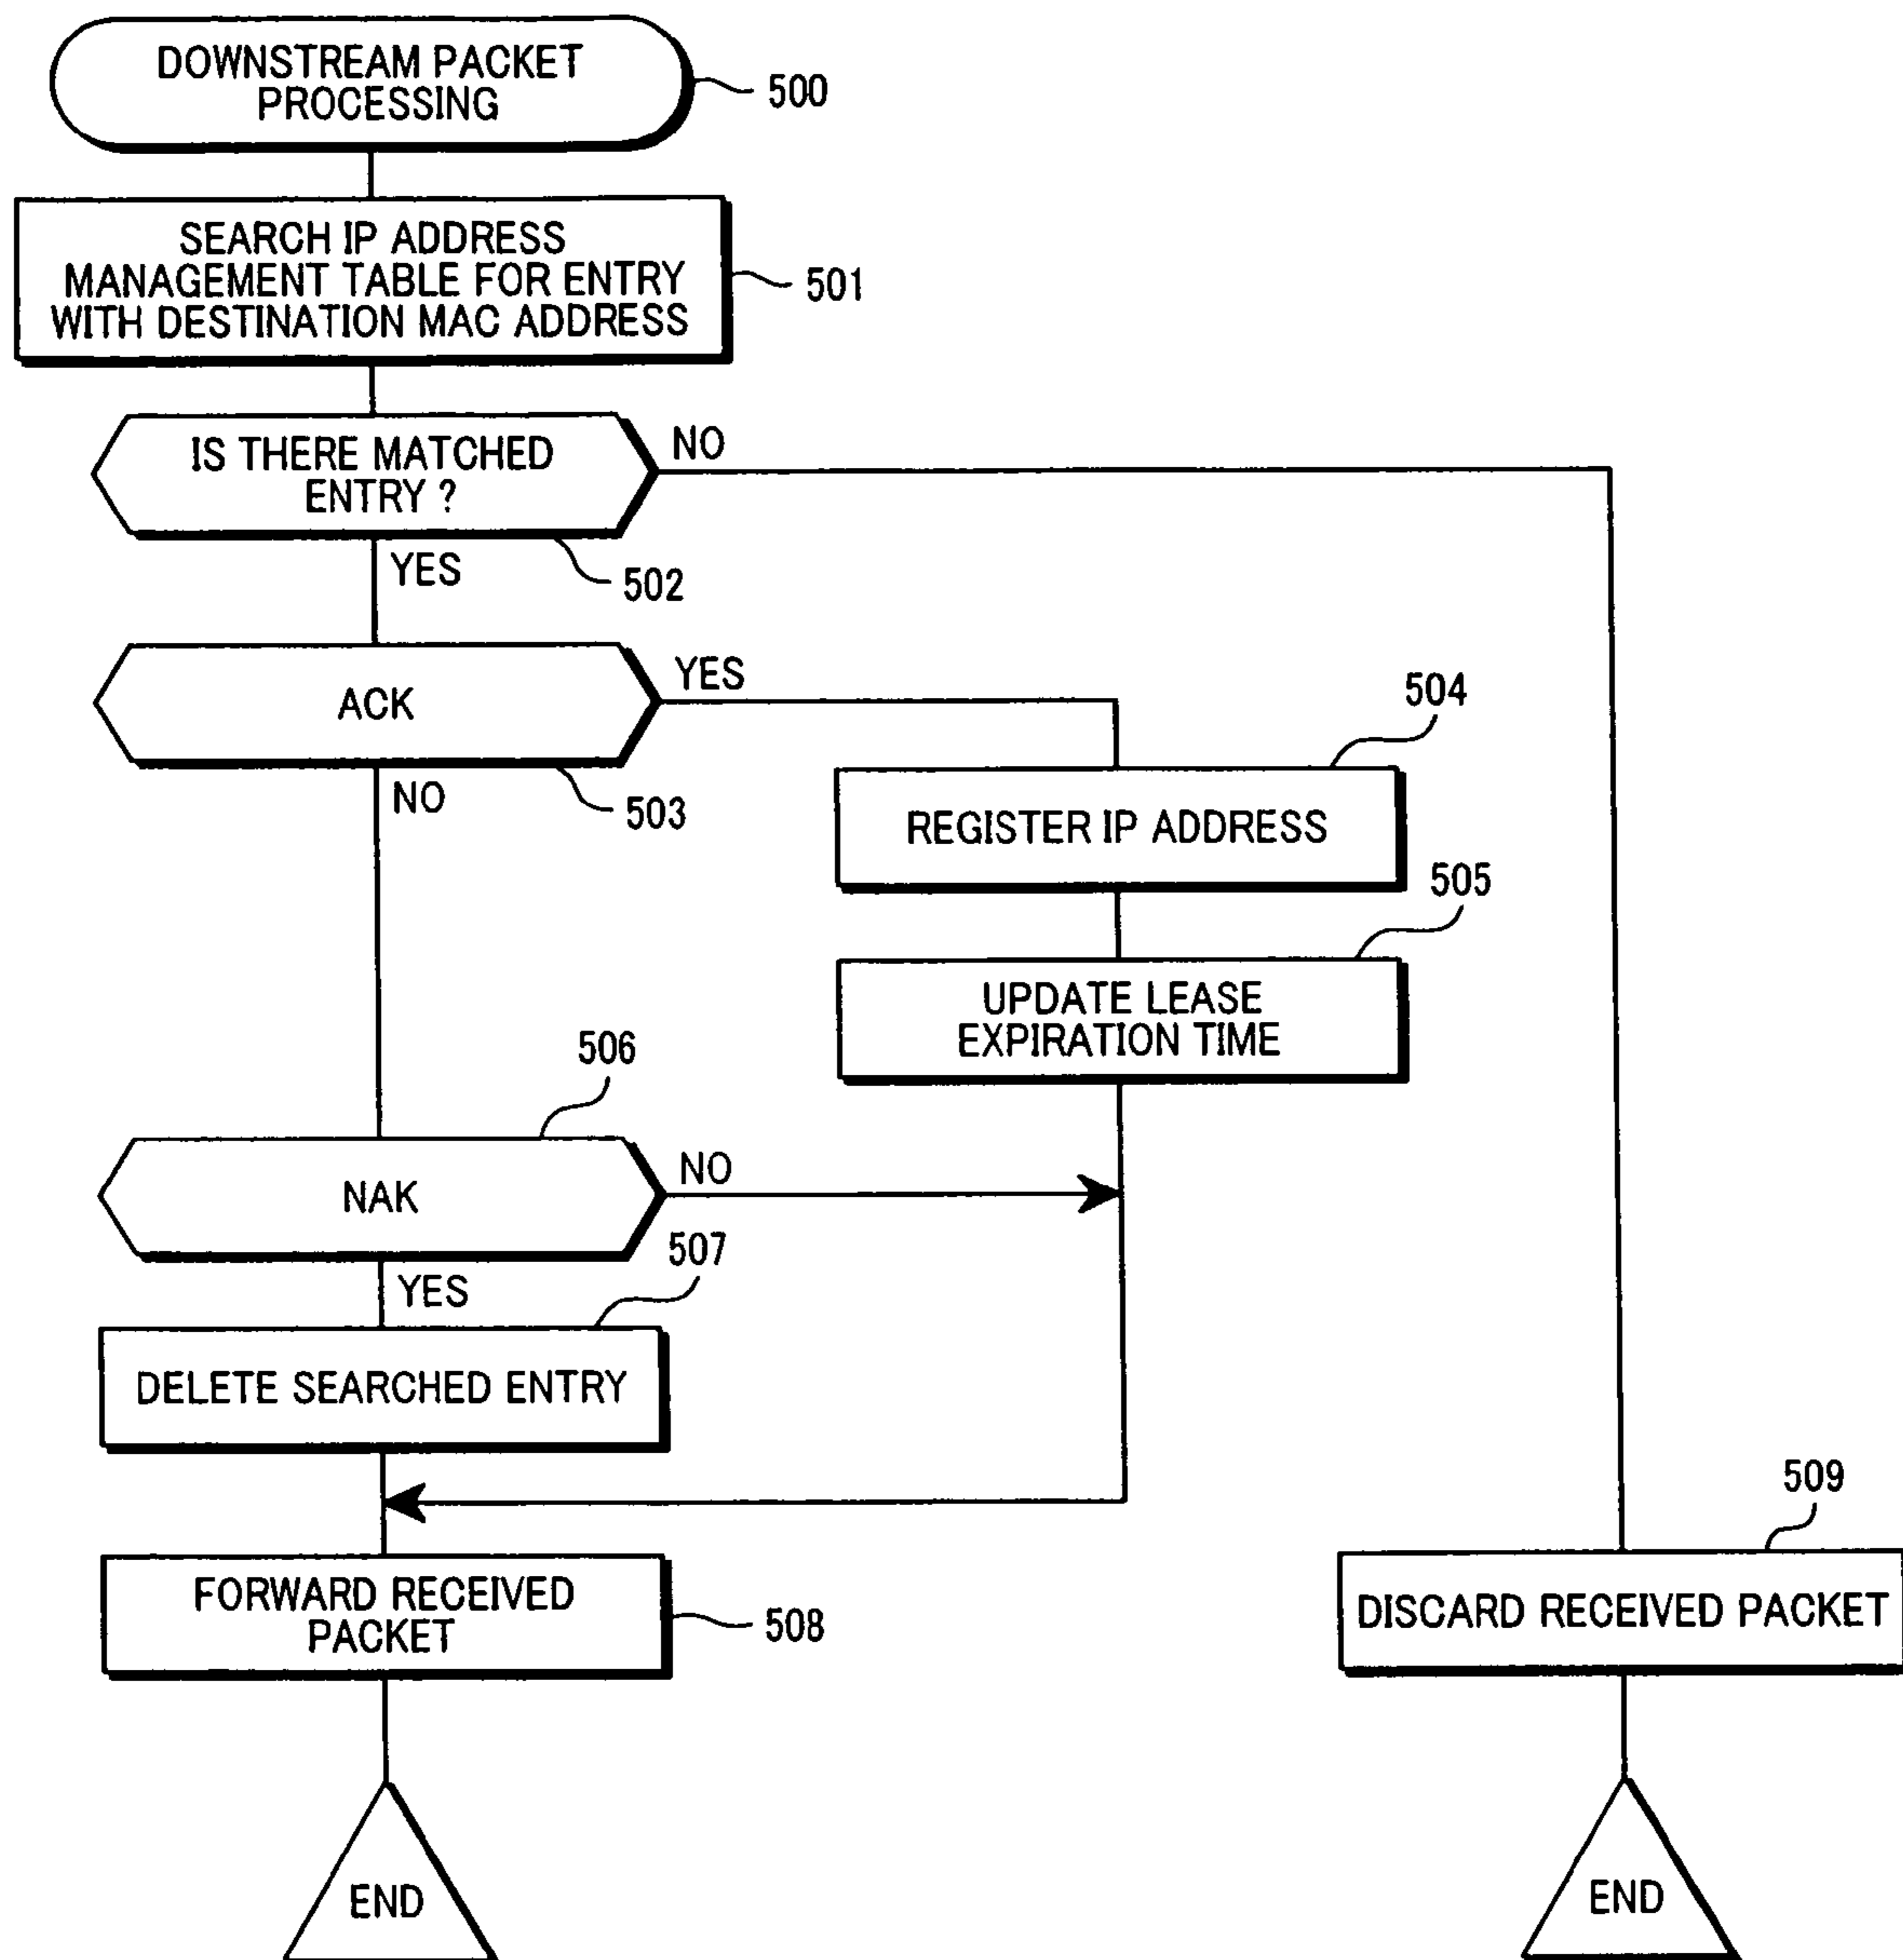 DOWNSTREAM PACKET
PROCESSING
500
SEARCH IP ADDRESS
MANAGEMENT TABLE FOR ENTRY
WITH DESTINATION MAC ADDRESS
501
IS THERE MATCHED
ENTRY ?
NO
YES
502
ACK
YES
NO
503
504
REGISTER IP ADDRESS
505
UPDATE LEASE
EXPIRATION TIME
506
NAK
NO
YES
507
DELETE SEARCHED ENTRY
FORWARD RECEIVED
PACKET
508
509
DISCARD RECEIVED PACKET
END
END